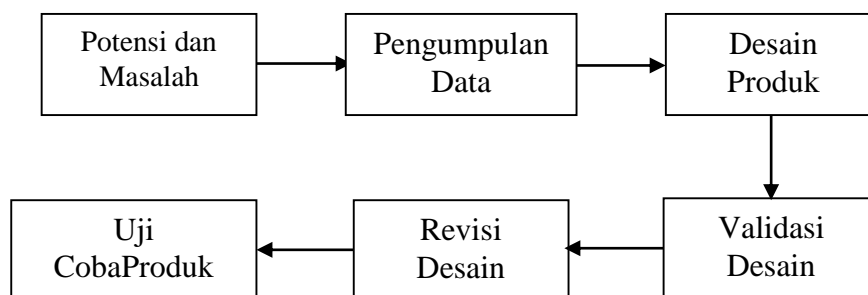 Potensi dan
Masalah
Pengumpulan
Data
Desain
Produk
Validasi
Desain
Revisi
Desain
Uji
CobaProduk